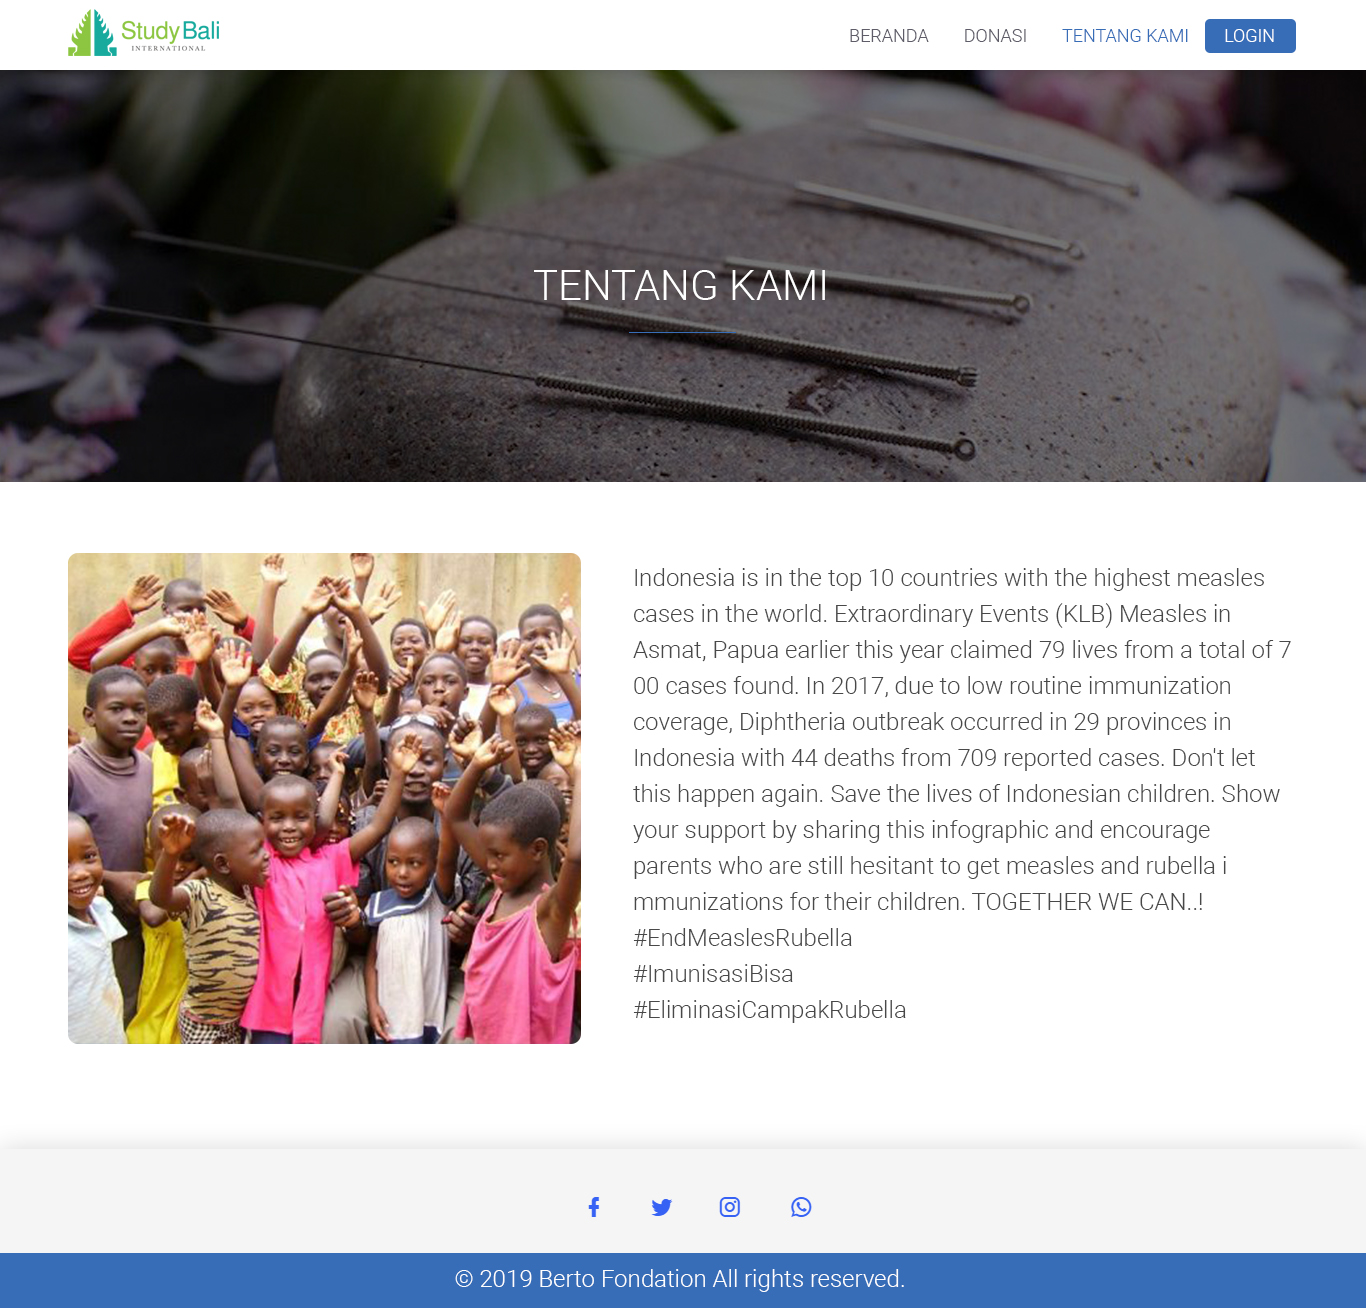 Study Bali
INTERNATIONAL
BERANDA
DONASI
TENTANG KAMI
LOGIN
TENTANG KAMI
Indonesia is in the top 10 countries with the highest measles
cases in the world. Extraordinary Events (KLB) Measles in
Asmat, Papua earlier this year claimed 79 lives from a total of 7
00 cases found. In 2017, due to low routine immunization
coverage, Diphtheria outbreak occurred in 29 provinces in
Indonesia with 44 deaths from 709 reported cases. Don't let
this happen again. Save the lives of Indonesian children. Show
your support by sharing this infographic and encourage
parents who are still hesitant to get measles and rubella i
mmunizations for their children. TOGETHER WE CAN..!
#EndMeaslesRubella
#ImunisasiBisa
#EliminasiCampakRubella
© 2019 Berto Fondation All rights reserved.